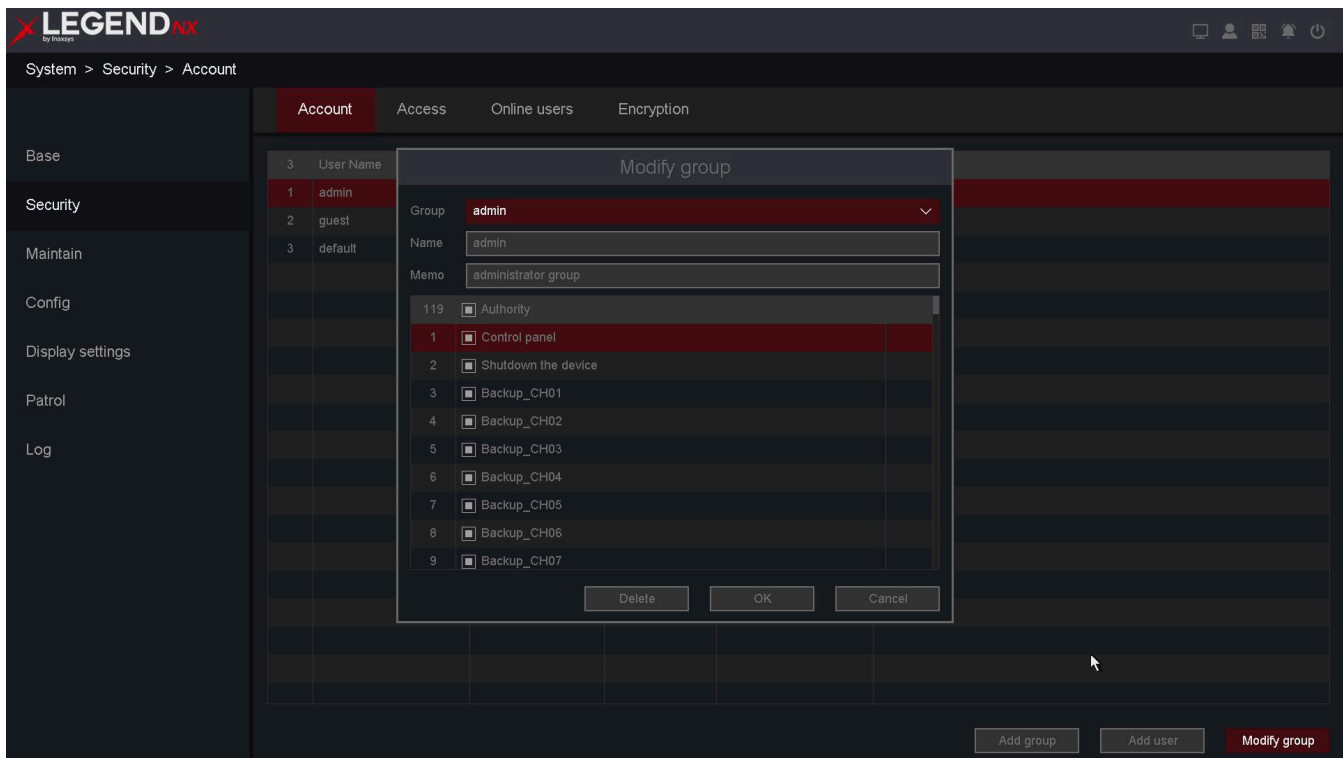 LEGEND NX
by Inaxsys
System > Security > Account
Account Access Online users Encryption
Base
Security
Maintain
Config
Display settings
Patrol
Log
3 User Name
1 admin
2 guest
3 default
Modify group
Group admin
Name admin
Memo administrator group
119 Authority
1 Control panel
2 Shutdown the device
3 Backup_CH01
4 Backup_CH02
5 Backup_CH03
6 Backup_CH04
7 Backup_CH05
8 Backup_CH06
9 Backup_CH07
Delete OK Cancel
Add group Add user Modify group